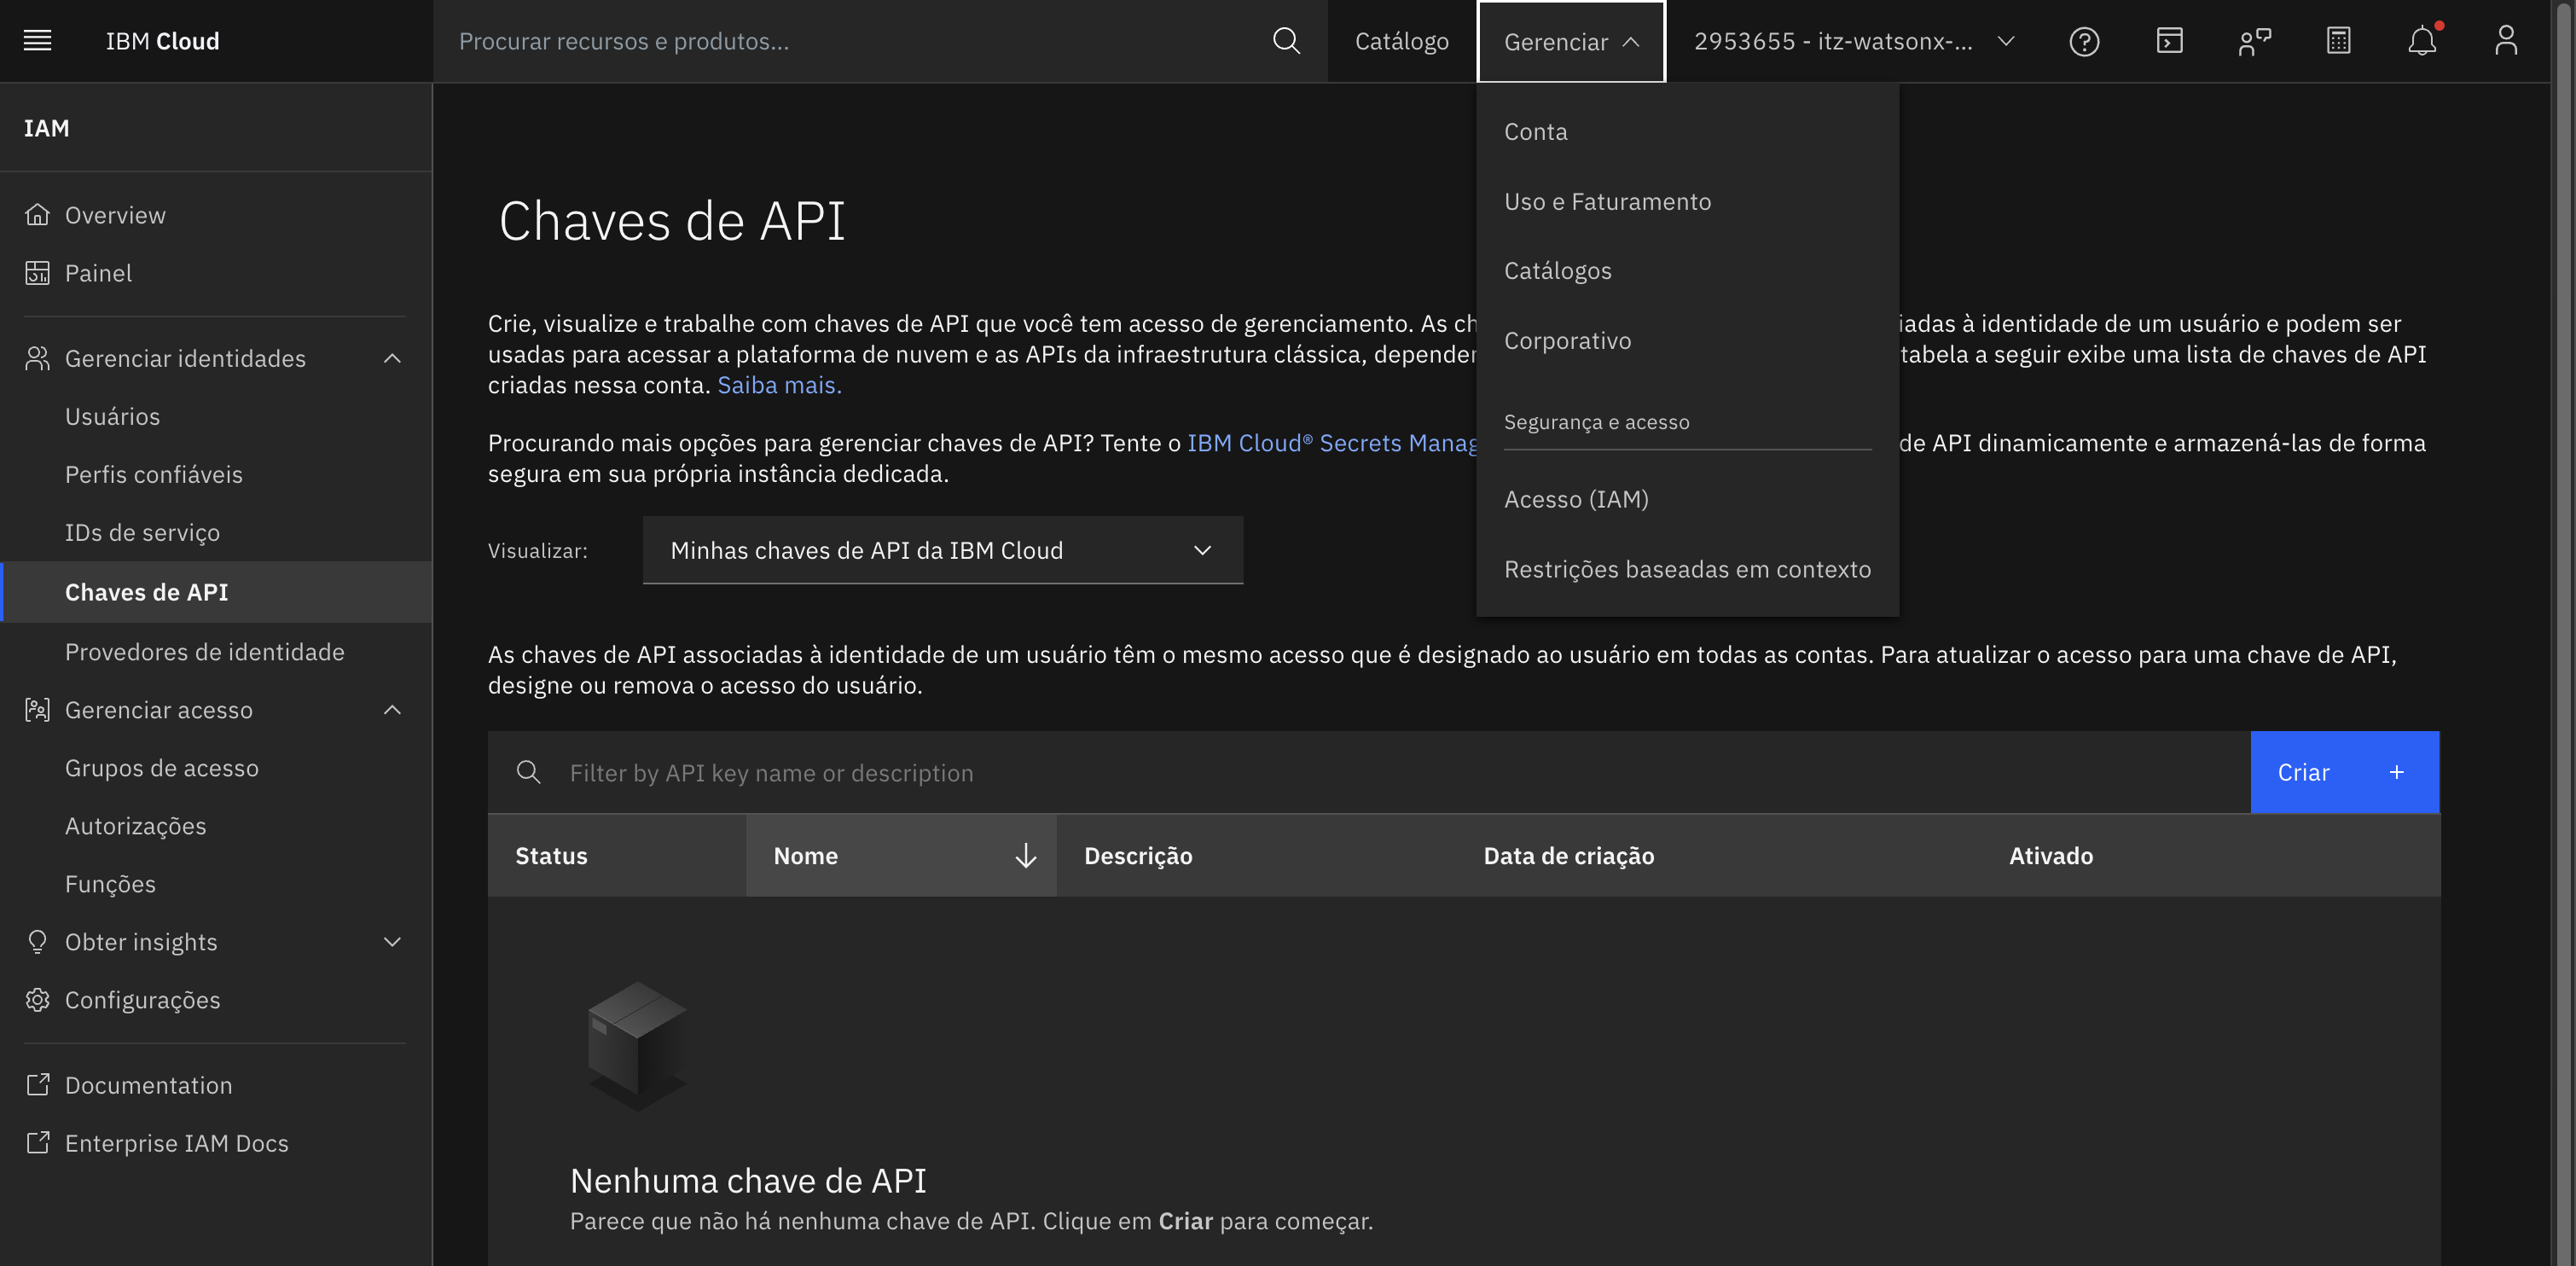 IBM Cloud
Procurar recursos e produtos...
Catálogo
Gerenciar
2953655 - itz-watsonx-...
IAM
Overview
Painel
Gerenciar identidades
Usuários
Perfis confiáveis
IDs de serviço
Chaves de API
Provedores de identidade
Gerenciar acesso
Grupos de acesso
Autorizações
Funções
Obter insights
Configurações
Documentation
Enterprise IAM Docs
Conta
Uso e Faturamento
Catálogos
Corporativo
Segurança e acesso
Acesso (IAM)
Restrições baseadas em contexto
Chaves de API
Crie, visualize e trabalhe com chaves de API que você tem acesso de gerenciamento. As à identidade de um usuário e podem ser
usadas para acessar a plataforma de nuvem e as APIs da infraestrutura clássica, tabela a seguir exibe uma lista de chaves de API
criadas nessa conta. Saiba mais.
Procurando mais opções para gerenciar chaves de API? Tente o IBM Cloud® Secrets de API dinamicamente e armazená-las de forma
segura em sua própria instância dedicada.
Visualizar:
Minhas chaves de API da IBM Cloud
As chaves de API associadas à identidade de um usuário têm o mesmo acesso que é designado ao usuário em todas as contas. Para atualizar o acesso para uma chave de API,
designe ou remova o acesso do usuário.
Filter by API key name or description
Criar +
Status
Nome
Descrição
Data de criação
Ativado
Nenhuma chave de API
Parece que não há nenhuma chave de API. Clique em Criar para começar.